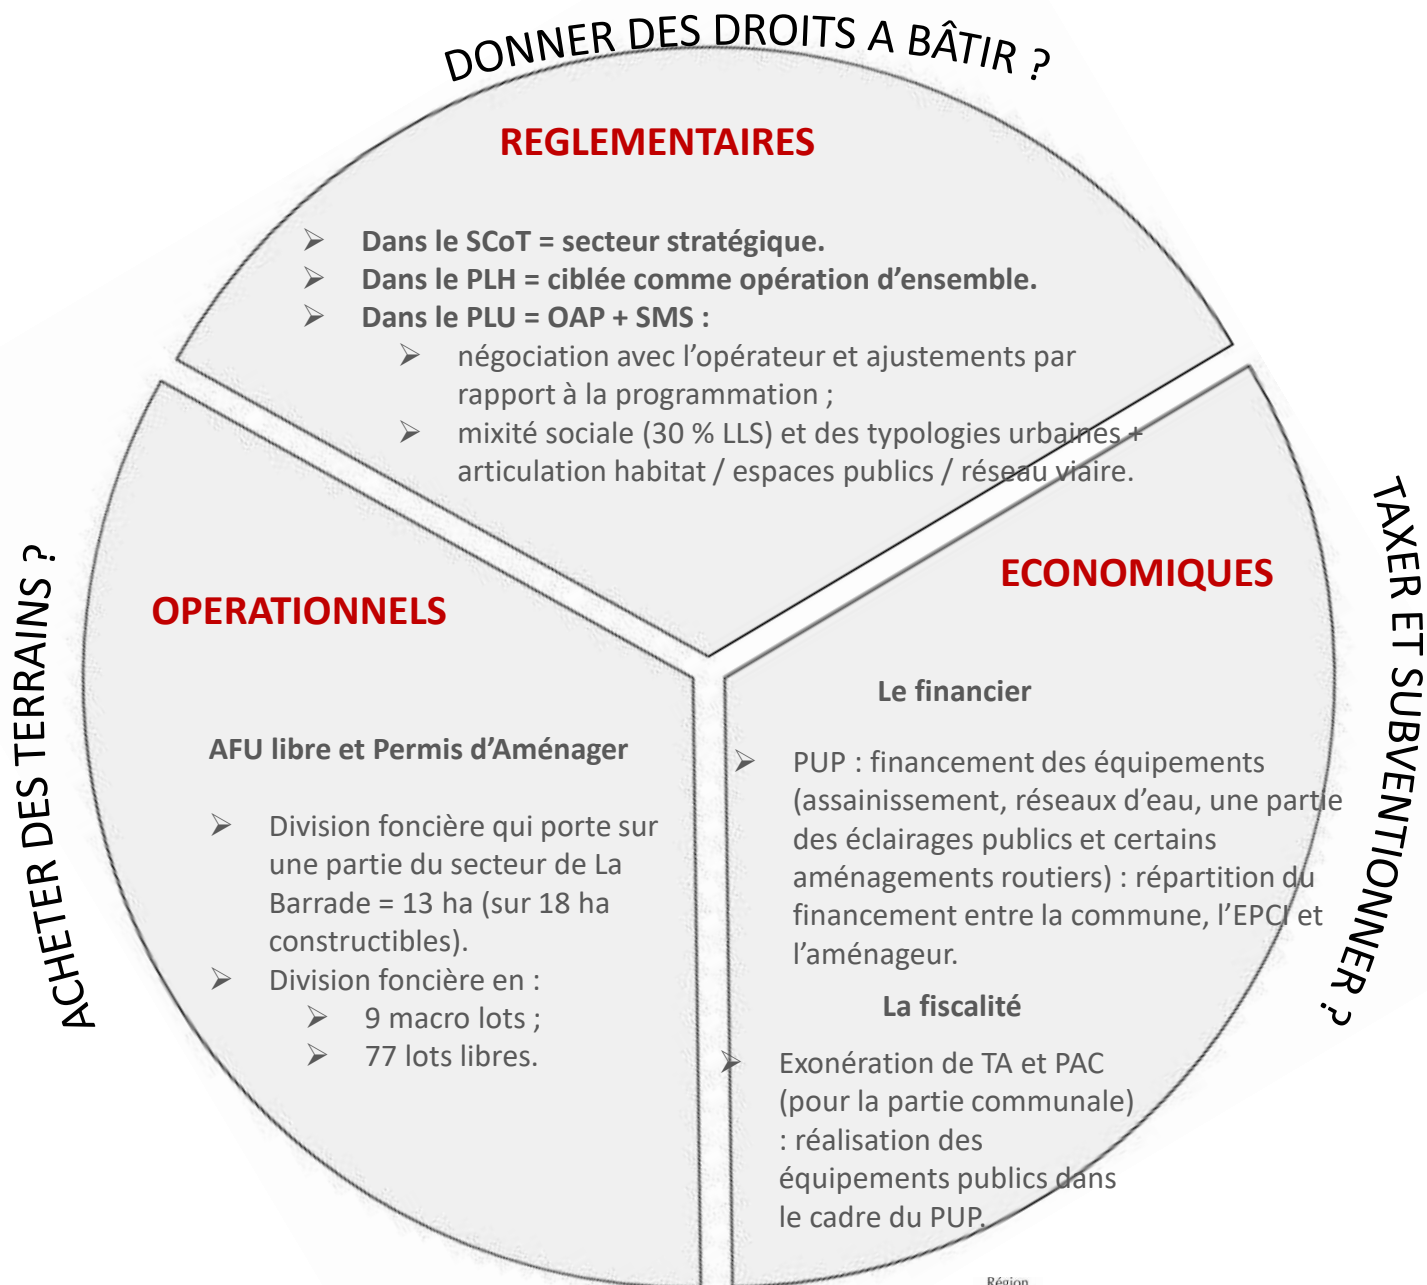 DONNER DES DROITS A BÂTIR ?
REGLEMENTAIRES
➢ Dans le SCoT = secteur stratégique.
➢ Dans le PLH = ciblée comme opération d’ensemble.
➢ Dans le PLU = OAP + SMS :
➢ négociation avec l’opérateur et ajustements par
rapport à la programmation ;
➢ mixité sociale (30 % LLS) et des typologies urbaines +
articulation habitat / espaces publics / réseau viaire.
ACHETER DES TERRAINS ?
OPERATIONNELS
AFU libre et Permis d’Aménager
➢ Division foncière qui porte sur
une partie du secteur de La
Barrade = 13 ha (sur 18 ha
constructibles).
➢ Division foncière en :
➢ 9 macro lots ;
➢ 77 lots libres.
TAXER ET SUBVENTIONNER ?
ECONOMIQUES
Le financier
➢ PUP : financement des équipements
(assainissement, réseaux d’eau, une partie
des éclairages publics et certains
aménagements routiers) : répartition du
financement entre la commune, l’EPCI et
l’aménageur.
La fiscalité
➢ Exonération de TA et PAC
(pour la partie communale)
: réalisation des
équipements publics dans
le cadre du PUP.
Région